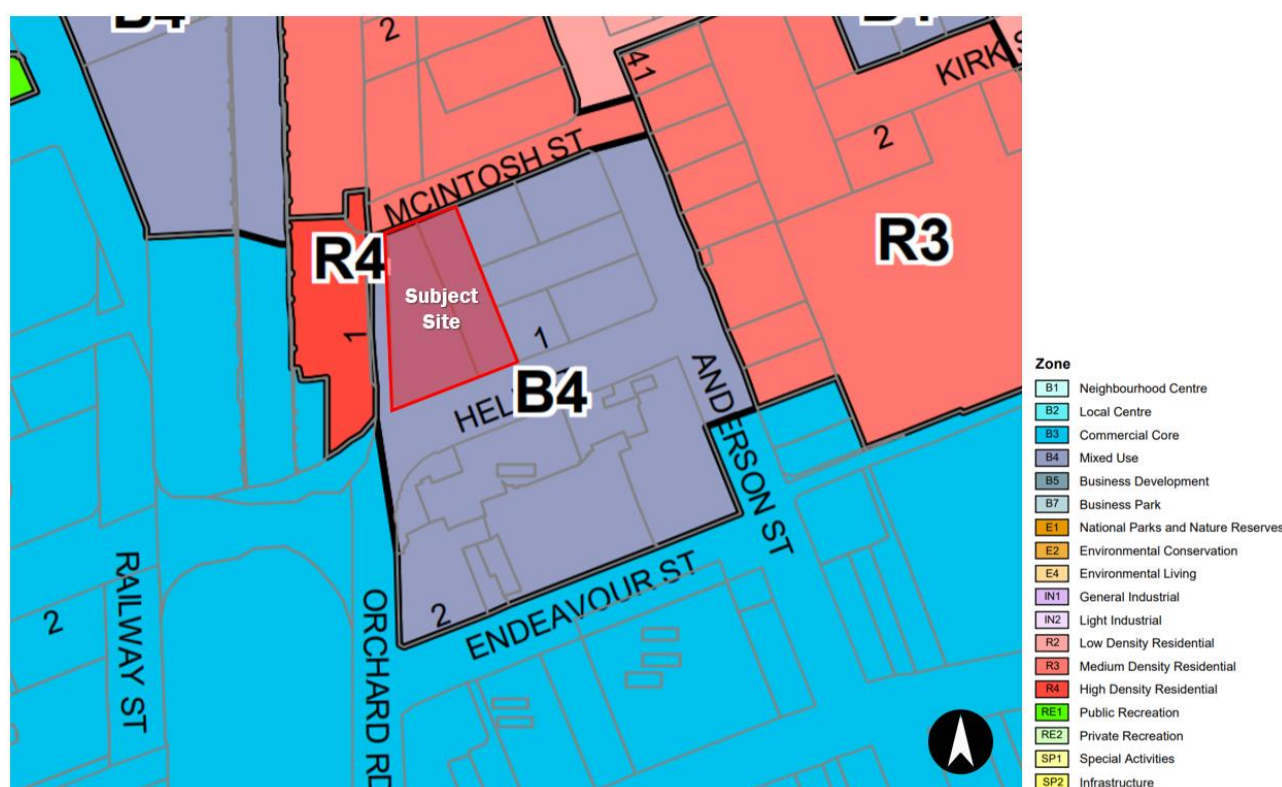 B4
2
41
KIRK
2
MCINTOSH ST
R3
R4
Subject
Site
1
1
B4
ANDERSON ST
2
ENDEAVOUR ST
RAILWAY ST
2
ORCHARD RD
Zone
B1 Neighbourhood Centre
B2 Local Centre
B3 Commercial Core
B4 Mixed Use
B5 Business Development
B7 Business Park
E1 National Parks and Nature Reserves
E2 Environmental Conservation
E4 Environmental Living
IN1 General Industrial
IN2 Light Industrial
R2 Low Density Residential
R3 Medium Density Residential
R4 High Density Residential
RE1 Public Recreation
RE2 Private Recreation
SP1 Special Activities
SP2 Infrastructure